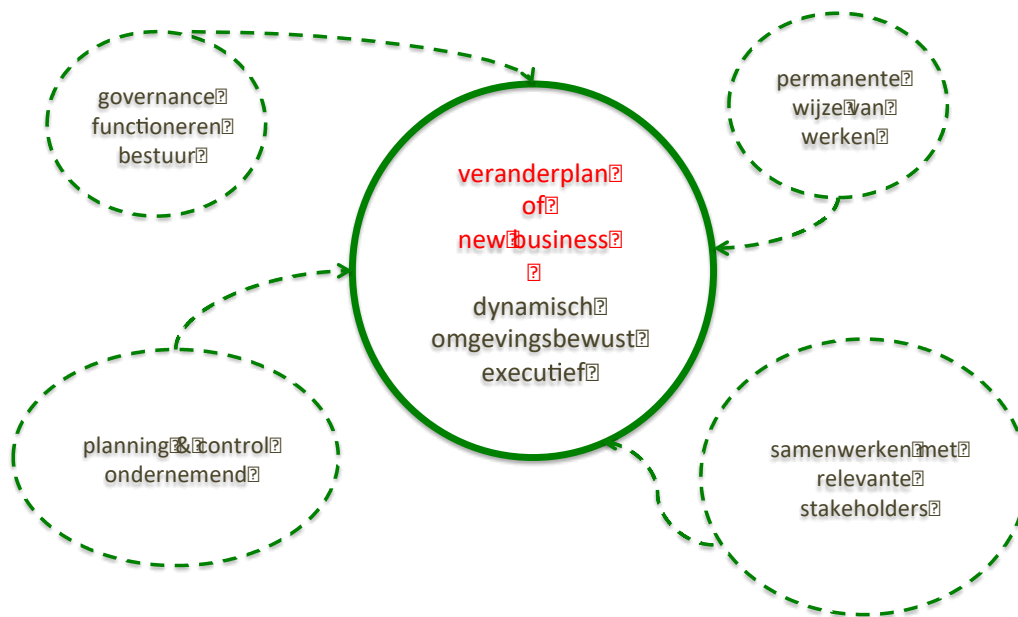 governance
functioneren
bestuur
permanente
wijze van
werken
veranderplan
of
new business
dynamisch
omgevingsbewust
executief
planning & control
ondernemend
samenwerken met
relevante
stakeholders